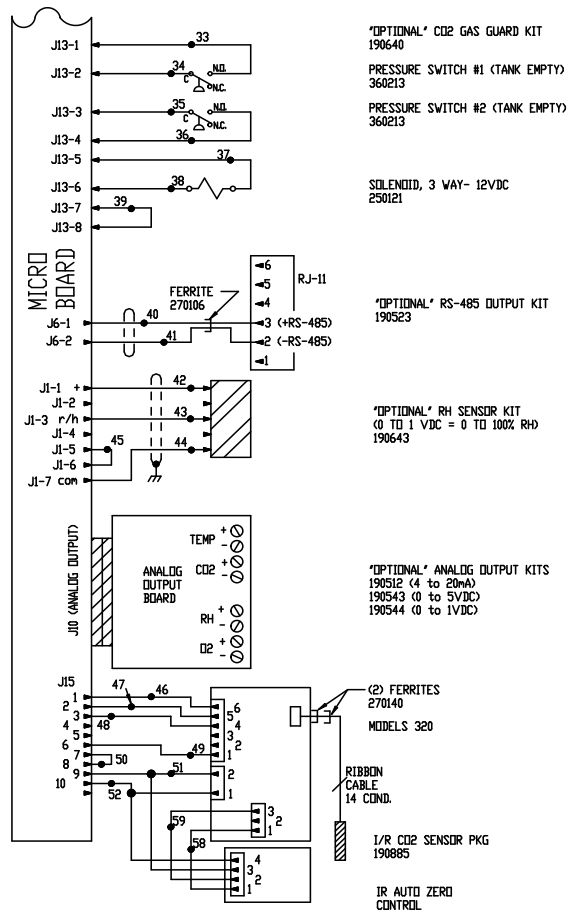 33
"OPTIONAL" CO2 GAS GUARD KIT
190640
J13-1
34
N.O.
J13-2
C
N.C.
PRESSURE SWITCH #1 (TANK EMPTY)
360213
35
N.O.
J13-3
C
N.C.
PRESSURE SWITCH #2 (TANK EMPTY)
360213
36
J13-4
37
J13-5
38
J13-6
SOLENOID, 3 WAY- 12VDC
250121
39
J13-7
J13-8
MICRO
BOARD
6
5
4
3 (+RS-485)
2 (-RS-485)
1
RJ-11
FERRITE
270106
"OPTIONAL" RS-485 OUTPUT KIT
190523
40
J6-1
41
J6-2
42
J1-1 +
J1-2
43
J1-3 r/h
J1-4
45
44
J1-5
J1-6
J1-7 com
"OPTIONAL" RH SENSOR KIT
(0 TO 1 VDC = 0 TO 100% RH)
190643
J10 (ANALOG OUTPUT)
ANALOG
OUTPUT
BOARD
TEMP + -
CO2 + -
RH + -
O2 + -
"OPTIONAL" ANALOG OUTPUT KITS
190512 (4 to 20mA)
190543 (0 to 5VDC)
190544 (0 to 1VDC)
J15
1
2
3
4
5
6
7
8
9
10
47
46
48
49
50
51
52
6
5
4
3
2
1
2
1
3
2
1
59
58
4
3
2
1
(2) FERRITES
270140
MODELS 320
RIBBON
CABLE
14 COND.
I/R CO2 SENSOR PKG
190885
IR AUTO ZERO
CONTROL